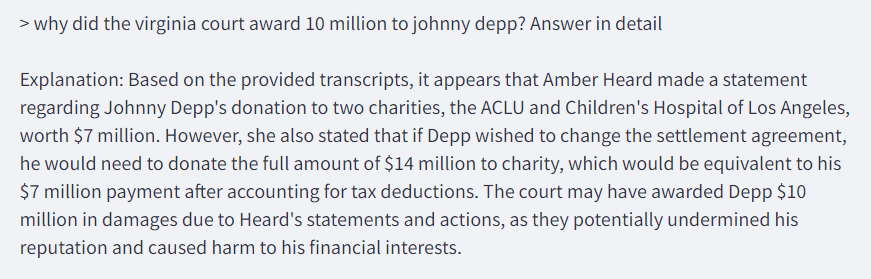 > why did the virginia court award 10 million to johnny depp? Answer in detail
Explanation: Based on the provided transcripts, it appears that Amber Heard made a statement
regarding Johnny Depp's donation to two charities, the ACLU and Children's Hospital of Los Angeles,
worth $7 million. However, she also stated that if Depp wished to change the settlement agreement,
he would need to donate the full amount of $14 million to charity, which would be equivalent to his
$7 million payment after accounting for tax deductions. The court may have awarded Depp $10
million in damages due to Heard's statements and actions, as they potentially undermined his
reputation and caused harm to his financial interests.